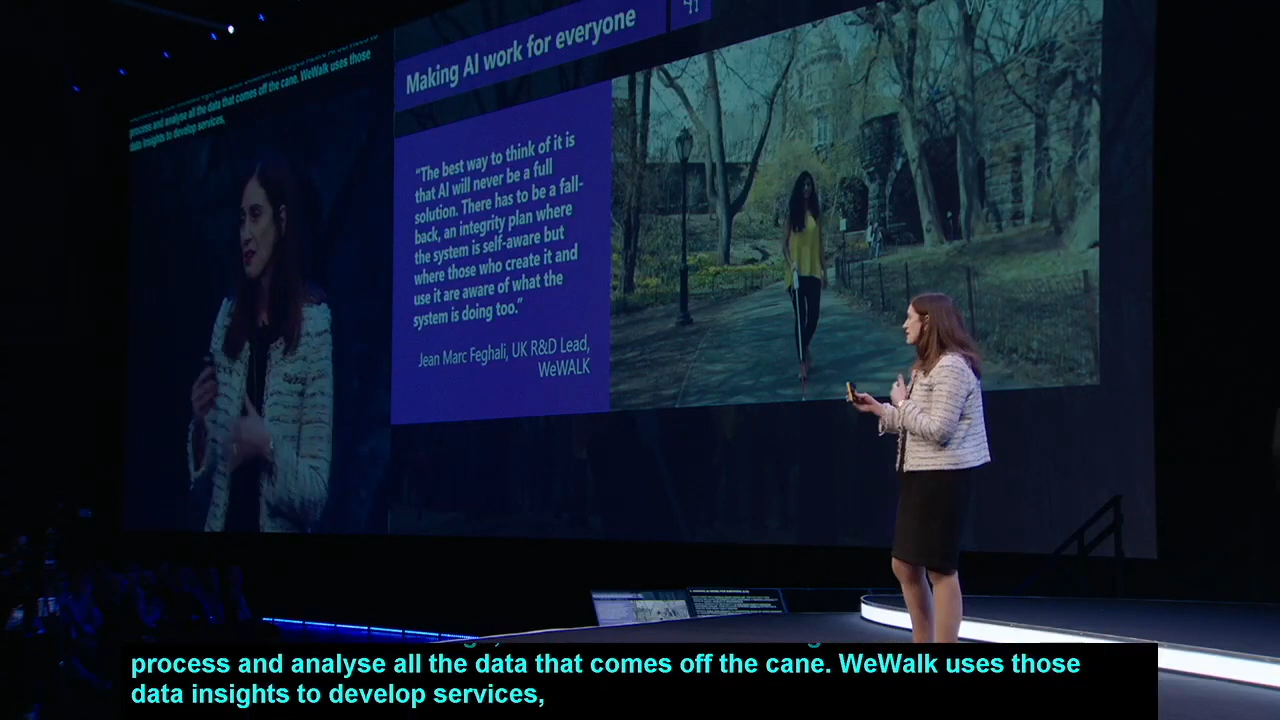 process and analyse all the data that comes off the cane. WeWalk uses those
data insights to develop services,
Making AI work for everyone
"The best way to think of it is
that AI will never be a full
solution. There has to be a fall-
back, an integrity plan where
the system is self-aware but
where those who create it and
use it are aware of what the
system is doing too."
Jean Marc Feghali, UK R&D Lead,
WeWALK
process and analyse all the data that comes off the cane. WeWalk uses those
data insights to develop services,